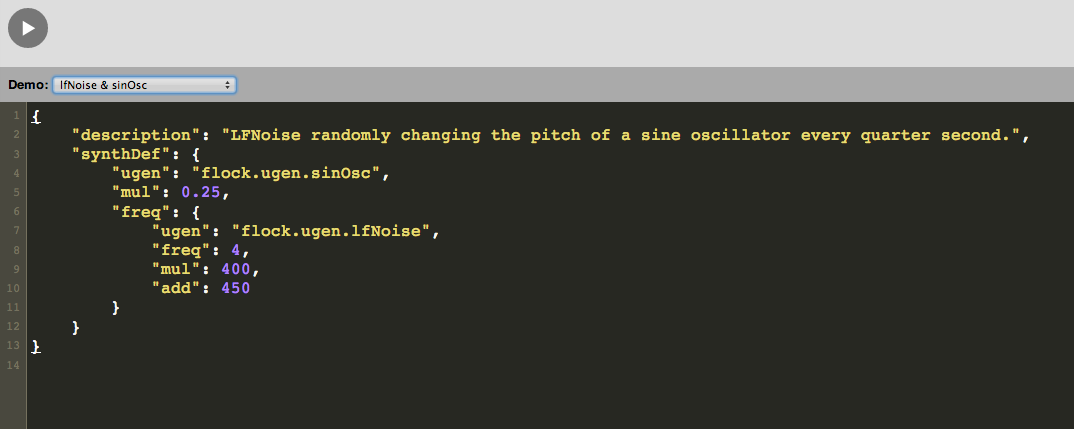 Demo: lfNoise & sinOsc
1 {
2     "description": "LFNoise randomly changing the pitch of a sine oscillator every quarter second.",
3     "synthDef": {
4         "ugen": "flock.ugen.sinOsc",
5         "mul": 0.25,
6         "freq": {
7             "ugen": "flock.ugen.lfNoise",
8             "freq": 4,
9             "mul": 400,
10             "add": 450
11         }
12     }
13 }
14